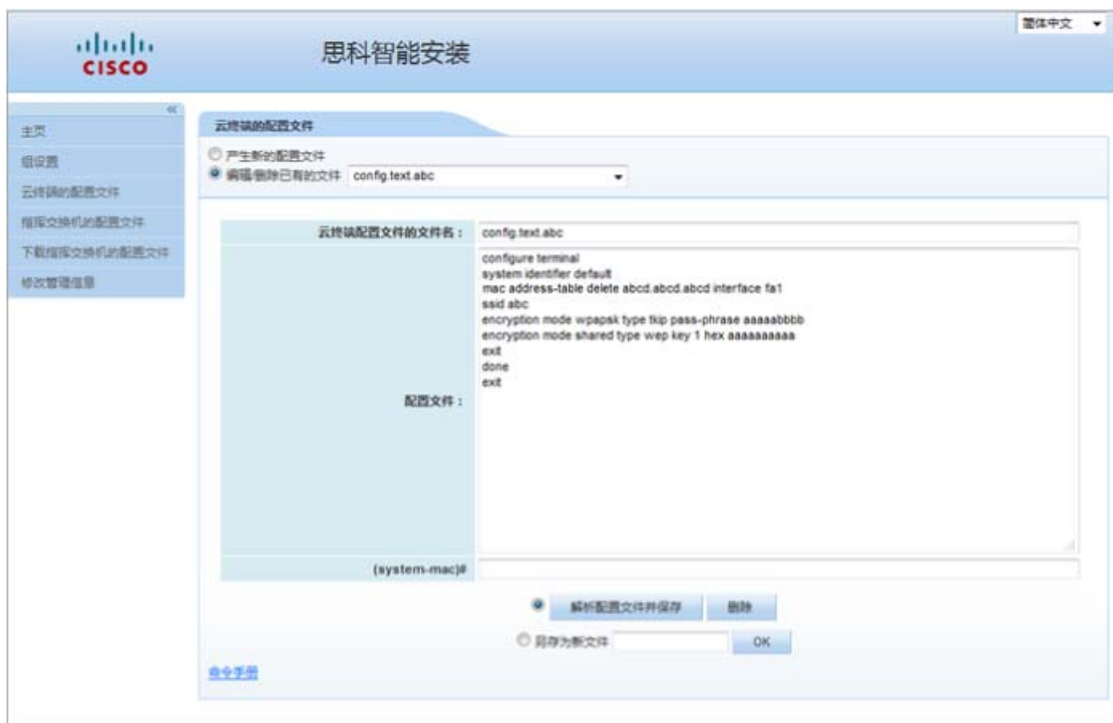 简体中文
CISCO
思科智能安装
«
主页
组设置
云终端的配置文件
指挥交换机的配置文件
下载指挥交换机的配置文件
修改管理信息
云终端的配置文件
产生新的配置文件
编辑/删除已有的文件 config.text.abc
云终端配置文件的文件名： config.text.abc
配置文件：
configure terminal
system identifier default
mac address-table delete abcd.abcd.abcd interface fa1
ssid abc
encryption mode wpapsk type tkip pass-phrase aaaaabbbb
encryption mode shared type wep key 1 hex aaaaaaaaaa
exit
done
exit
(system-mac)#
解析配置文件并保存 删除
另存为新文件 OK
命令手册